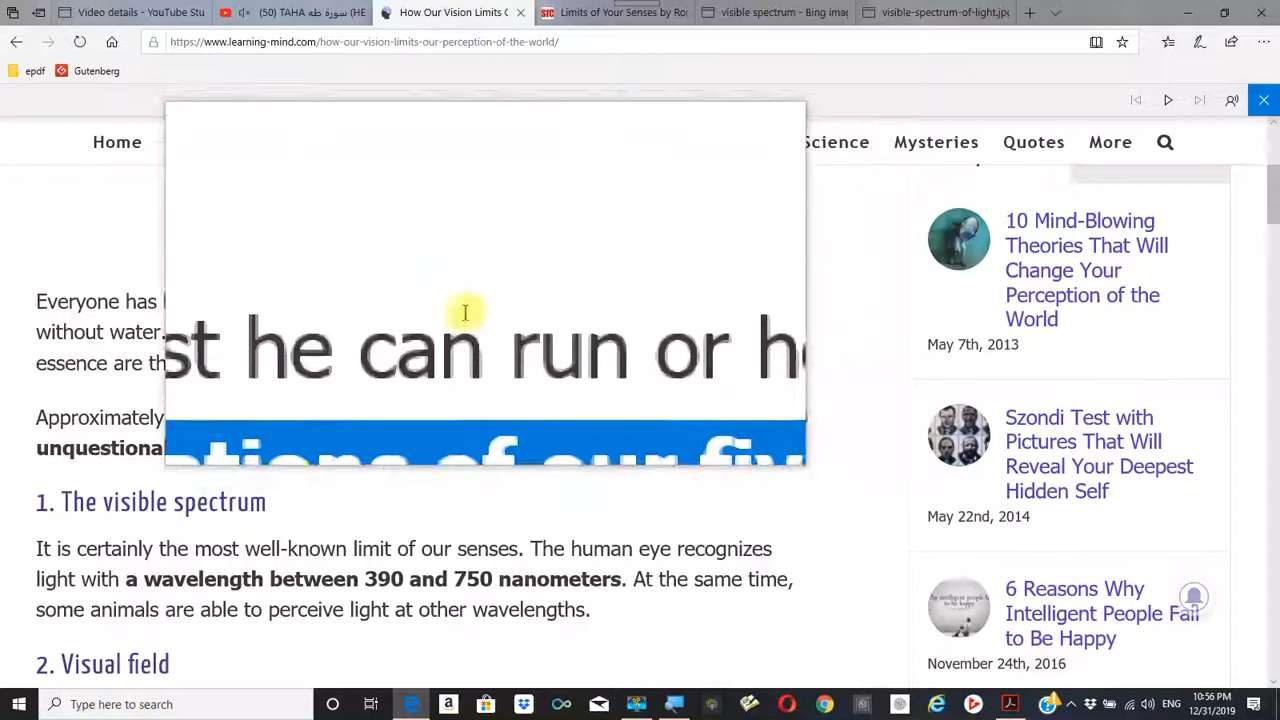 Video details - YouTube Stu
(50) TAHA سورة طه
How Our Vision Limits O
Limits of Your Senses by Ro
visible spectrum - Bing imag
visible-spectrum-of-light.jpg
https://www.learning-mind.com/how-our-vision-limits-our-perception-of-the-world/
epdf
Gutenberg
Home
Science
Mysteries
Quotes
More
Everyone has
without water.
essence are th
Approximately
unquestiona
st he can run or he
ctions of our fiv
1. The visible spectrum
It is certainly the most well-known limit of our senses. The human eye recognizes
light with a wavelength between 390 and 750 nanometers. At the same time,
some animals are able to perceive light at other wavelengths.
2. Visual field
10 Mind-Blowing
Theories That Will
Change Your
Perception of the
World
May 7th, 2013
Szondi Test with
Pictures That Will
Reveal Your Deepest
Hidden Self
May 22nd, 2014
6 Reasons Why
Intelligent People Fail
to Be Happy
November 24th, 2016
Type here to search
10:56 PM
12/31/2019